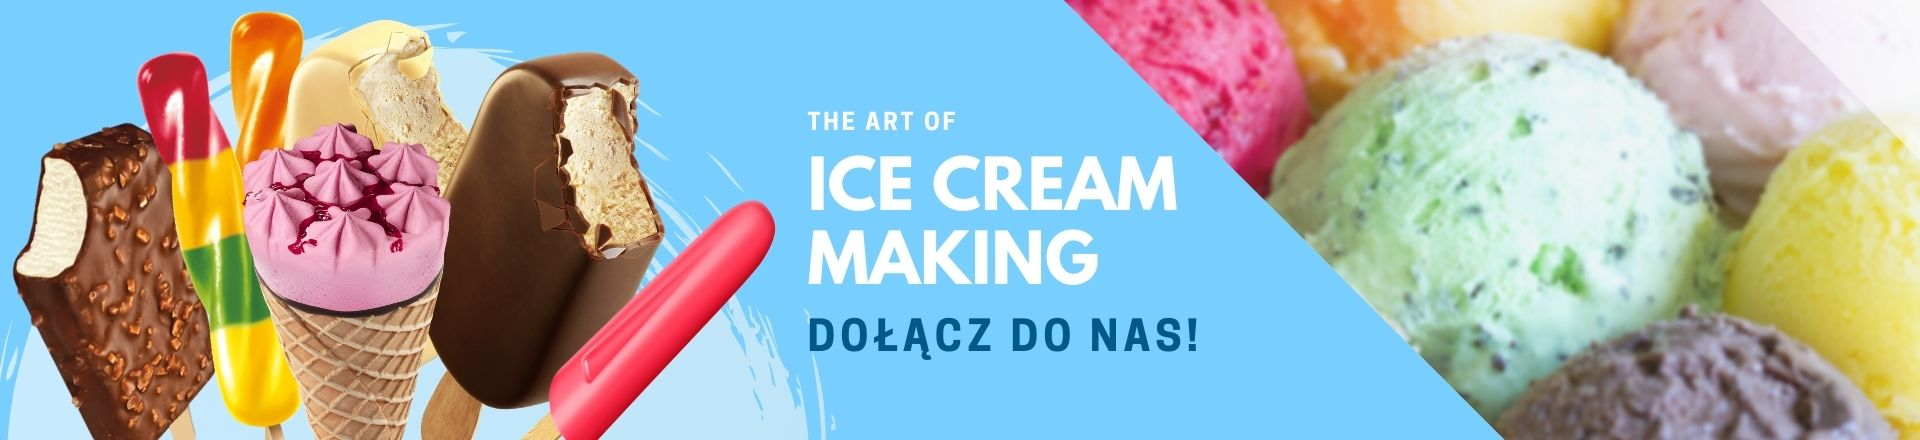 THE ART OF
ICE CREAM
MAKING
DOŁĄCZ DO NAS!